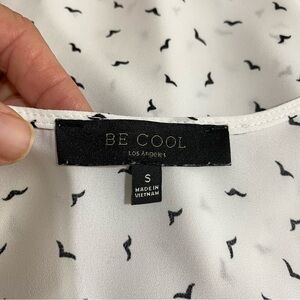 BE COOL
Los Angeles
S
MADE IN
VIETNAM